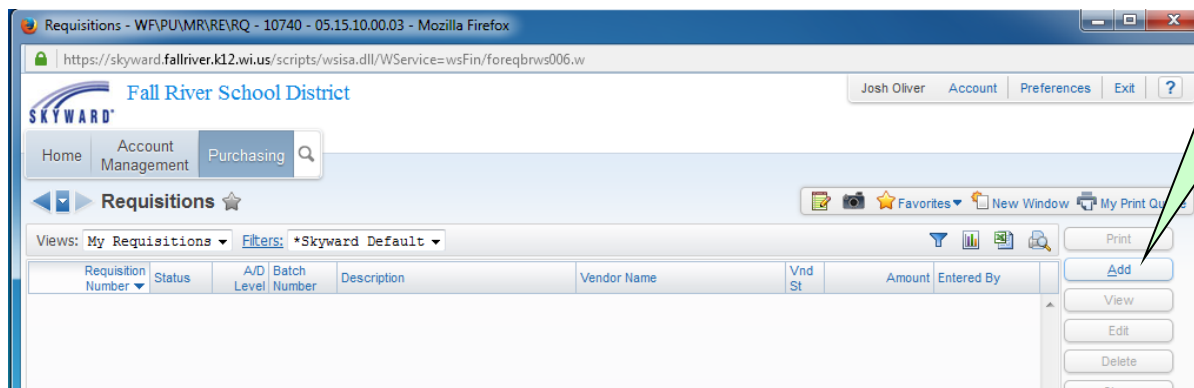 Requisitions - WF\PU\MR\RE\RQ - 10740 - 05.15.10.00.03 - Mozilla Firefox
https://skyward.fallriver.k12.wi.us/scripts/wsisa.dll/WService=wsFin/foreqbrws006.w
SKYWARD
Fall River School District
Josh Oliver Account Preferences Exit ?
Home Account Management Purchasing
Requisitions
Favorites New Window My Print Queue
Views: My Requisitions Filters: *Skyward Default
Print
Requisition Number Status A/D Level Batch Number Description Vendor Name Vnd St Amount Entered By
Add
View
Edit
Delete